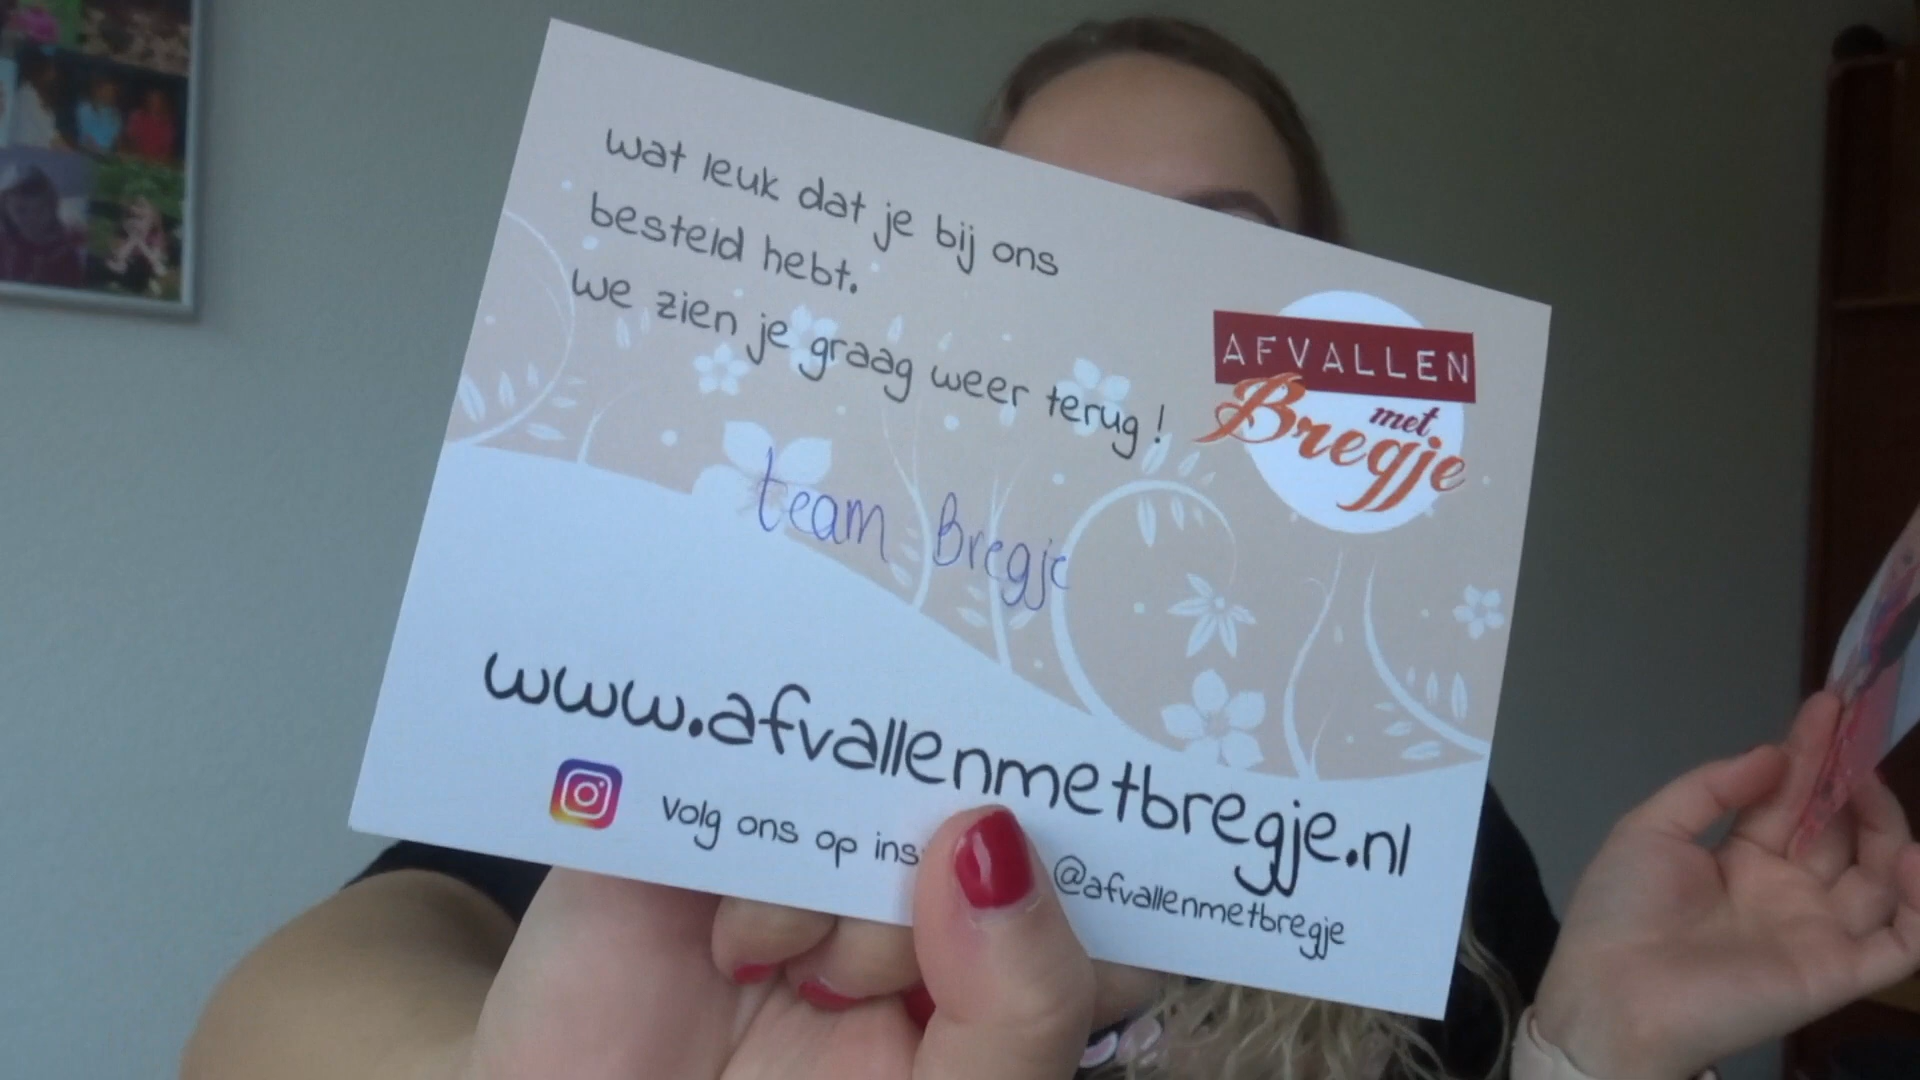 wat leuk dat je bij ons
besteld hebt.
we zien je graag weer terug!
AFVALLEN
met
Bregje
team Bregje
www.afvallenmetbregje.nl
volg ons op @afvallenmetbregje